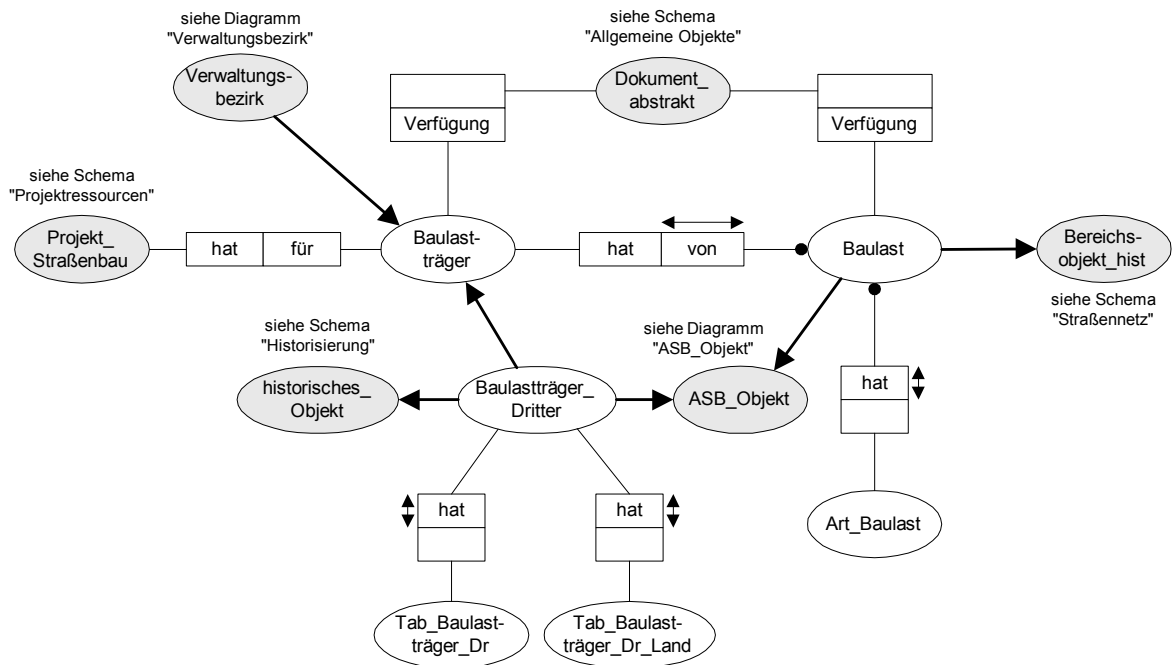 siehe Diagramm
"Verwaltungsbezirk"
siehe Schema
"Allgemeine Objekte"
Verwaltungs-
bezirk
Dokument_
abstrakt
Verfügung
Verfügung
siehe Schema
"Projektressourcen"
Projekt_
Straßenbau
hat
für
Baulast-
träger
hat
von
Baulast
Bereichs-
objekt_hist
siehe Schema
"Straßennetz"
siehe Schema
"Historisierung"
siehe Diagramm
"ASB_Objekt"
historisches_
Objekt
Baulastträger_
Dritter
ASB_Objekt
hat
hat
hat
Art_Baulast
Tab_Baulast-
träger_Dr
Tab_Baulast-
träger_Dr_Land